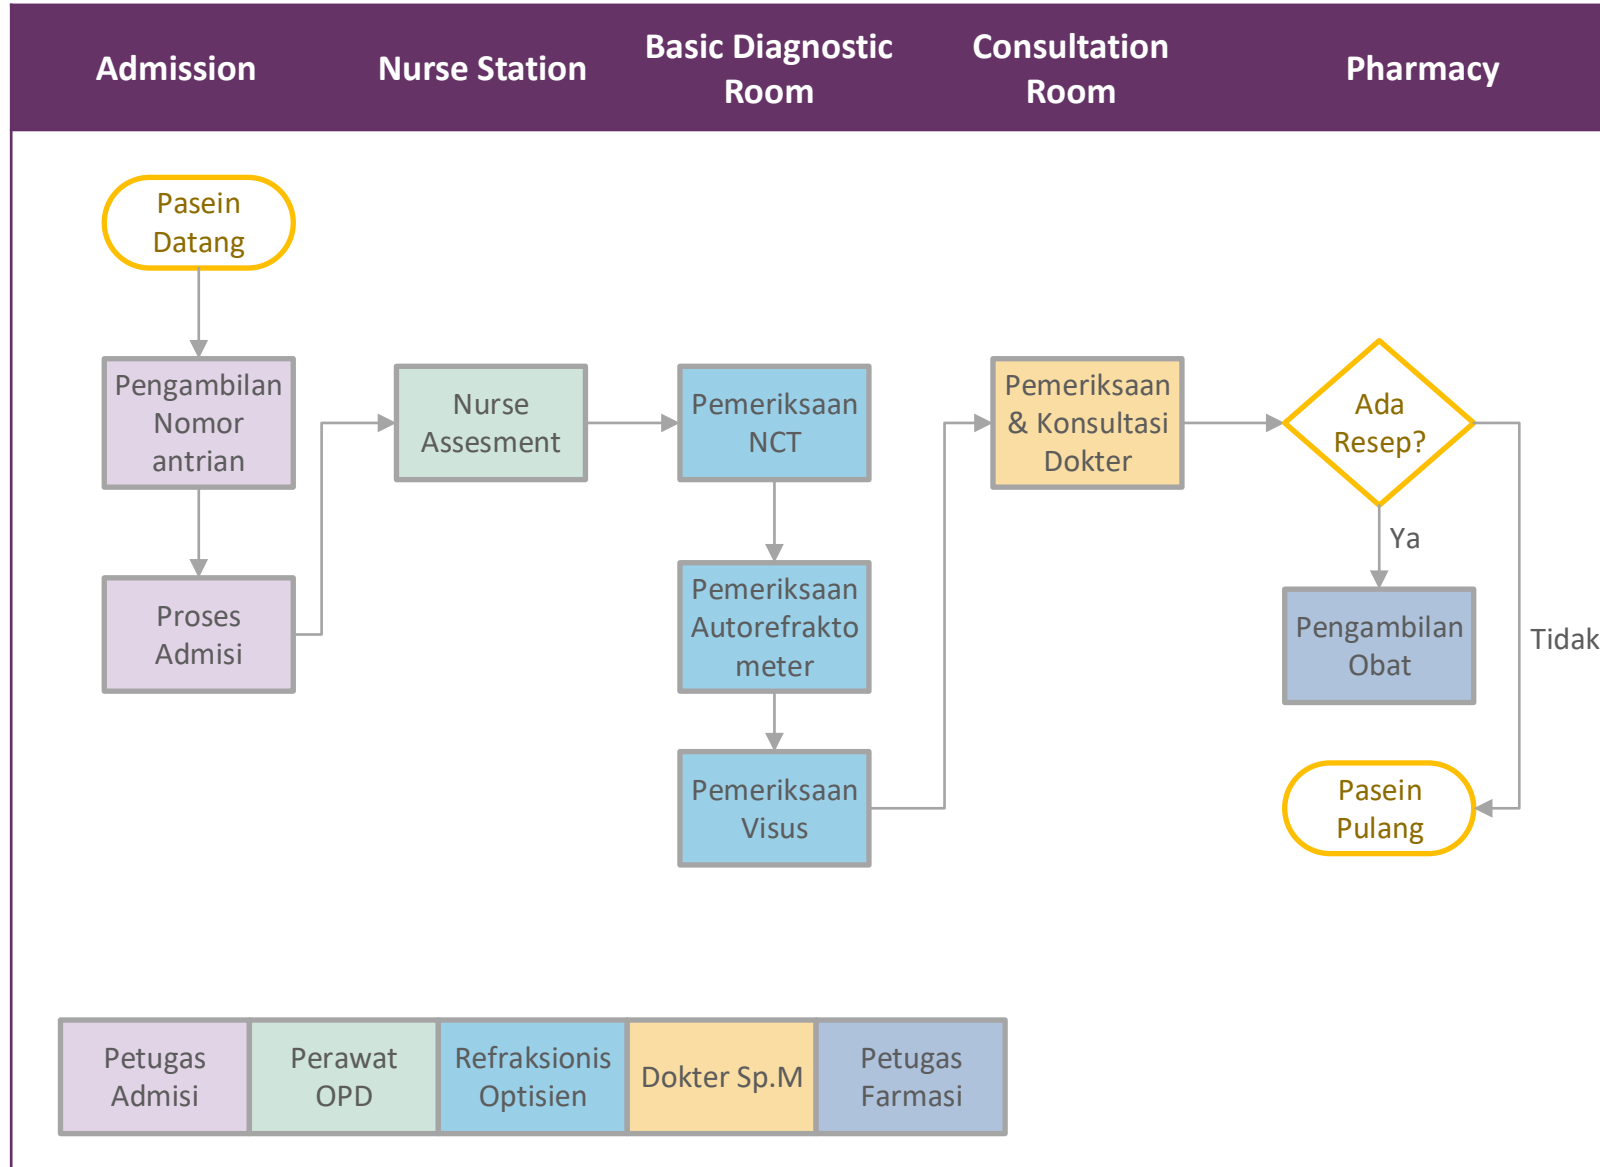 Admission
Nurse Station
Basic Diagnostic
Room
Consultation
Room
Pharmacy
Pasein
Datang
Pengambilan
Nomor
antrian
Proses
Admisi
Nurse
Assesment
Pemeriksaan
NCT
Pemeriksaan
Autorefrakto
meter
Pemeriksaan
Visus
Pemeriksaan
& Konsultasi
Dokter
Ada
Resep?
Ya
Tidak
Pengambilan
Obat
Pasein
Pulang
Petugas
Admisi
Perawat
OPD
Refraksionis
Optisien
Dokter Sp.M
Petugas
Farmasi